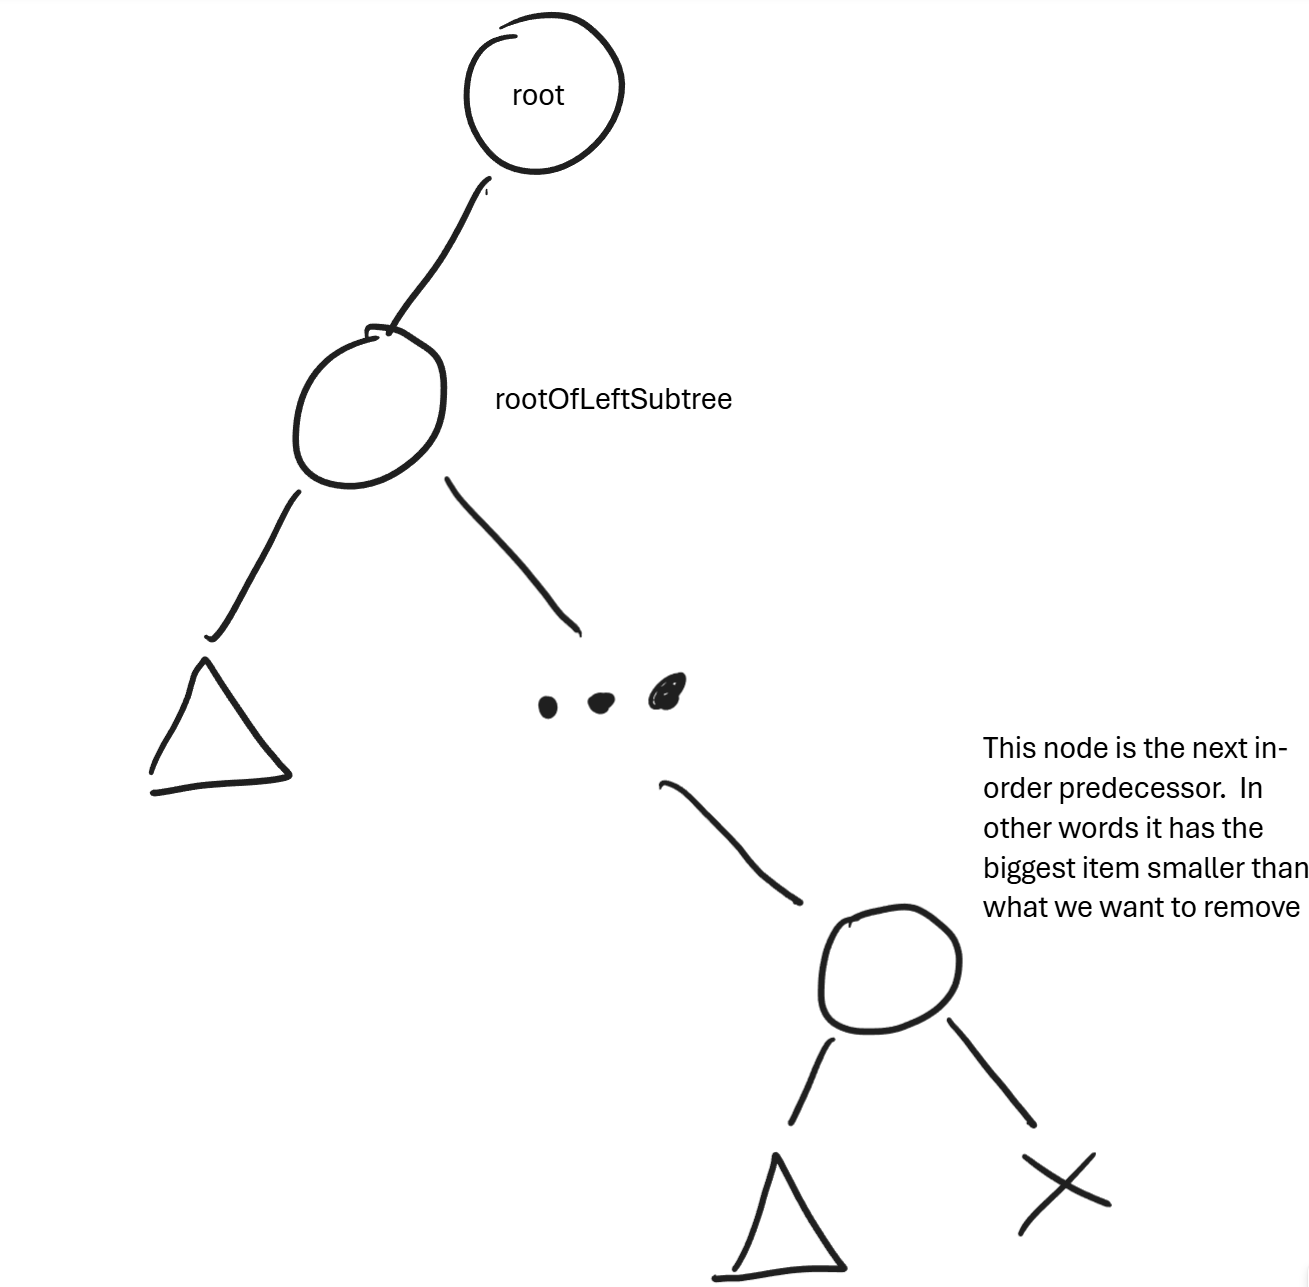 root
rootOfLeftSubtree
This node is the next in-
order predecessor.  In
other words it has the
biggest item smaller than
what we want to remove